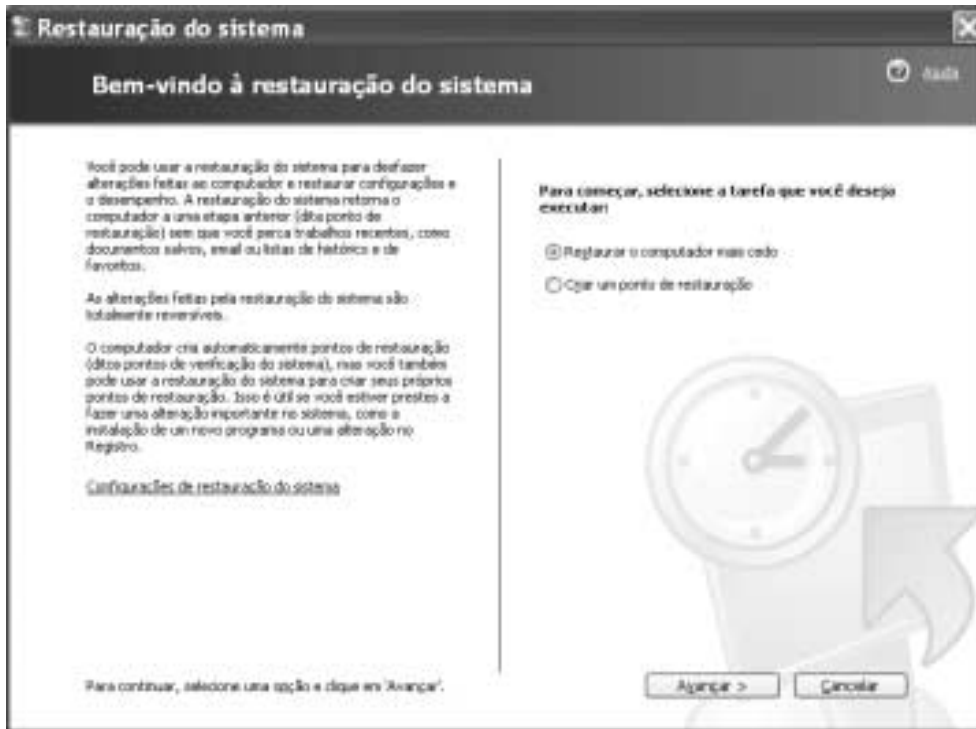 Restauração do sistema
Bem-vindo à restauração do sistema
Ajuda
Você pode usar a restauração do sistema para desfazer
alterações feitas ao computador e restaurar configurações e
o desempenho. A restauração do sistema retorna o
computador a uma etapa anterior (dita ponto de
restauração) sem que você perca trabalhos recentes, como
documentos salvos, email ou listas de histórico e de
favoritos.
As alterações feitas pela restauração do sistema são
totalmente reversíveis.
O computador cria automaticamente pontos de restauração
(ditos pontos de verificação do sistema), mas você também
pode usar a restauração do sistema para criar seus próprios
pontos de restauração. Isso é útil se você estiver prestes a
fazer uma alteração importante no sistema, como a
instalação de um novo programa ou uma alteração no
Registro.
Configurações de restauração do sistema
Para continuar, selecione uma opção e clique em 'Avançar'.
Para começar, selecione a tarefa que você deseja
executar:
Restaurar o computador mais cedo
Criar um ponto de restauração
Avançar >
Cancelar